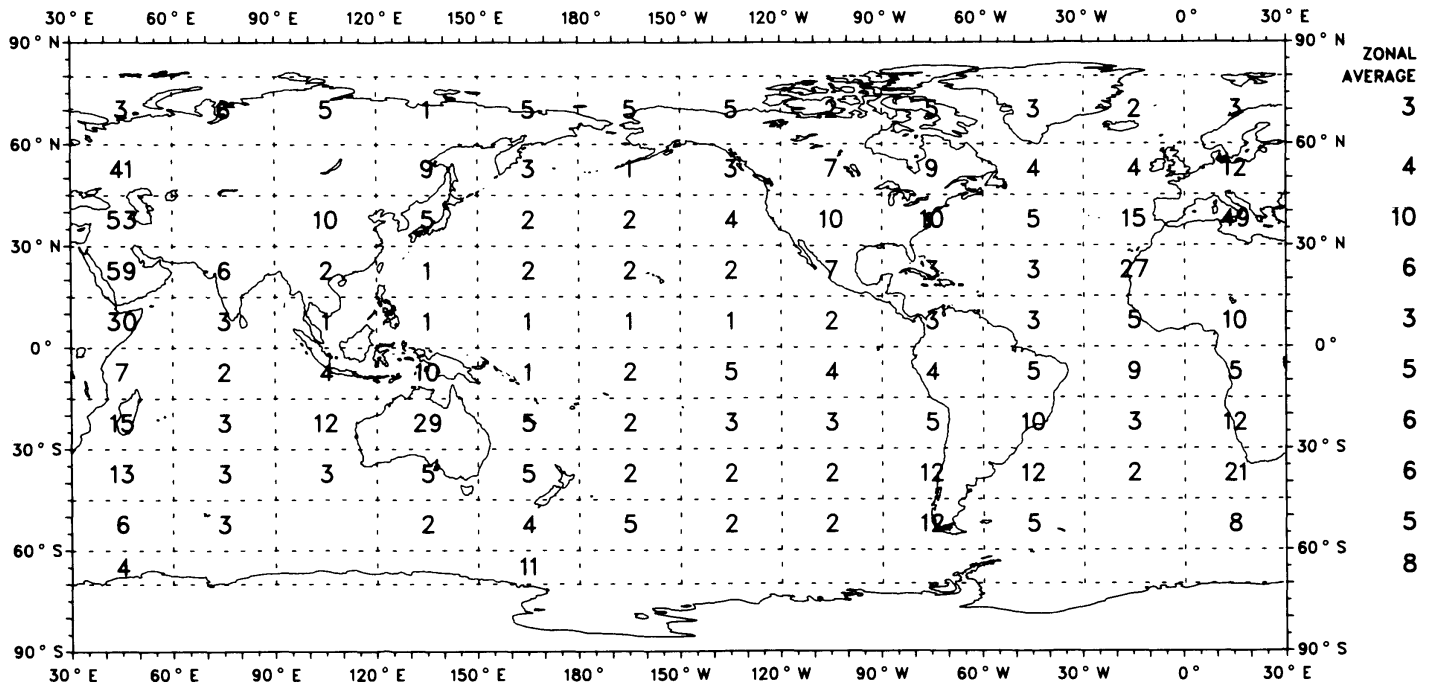 30° E 60° E 90° E 120° E 150° E 180° 150° W 120° W 90° W 60° W 30° W 0° 30° E
90° N 90° N
ZONAL
AVERAGE
3 6 5 1 5 5 5 2 5 3 2 3 3
60° N 60° N
41 9 3 1 3 7 9 4 4 12 4
53 10 5 2 2 4 10 10 5 15 49 10
30° N 30° N
59 6 2 1 2 2 2 7 3 3 27 6
30 3 1 1 1 1 1 2 3 3 5 10 3
0° 0°
7 2 4 10 1 2 5 4 4 5 9 5 5
15 3 12 29 5 2 3 3 5 10 3 12 6
30° S 30° S
13 3 3 5 5 2 2 2 12 12 2 21 6
6 3 2 4 5 2 2 12 5 8 5
60° S 60° S
4 11 8
90° S 90° S
30° E 60° E 90° E 120° E 150° E 180° 150° W 120° W 90° W 60° W 30° W 0° 30° E